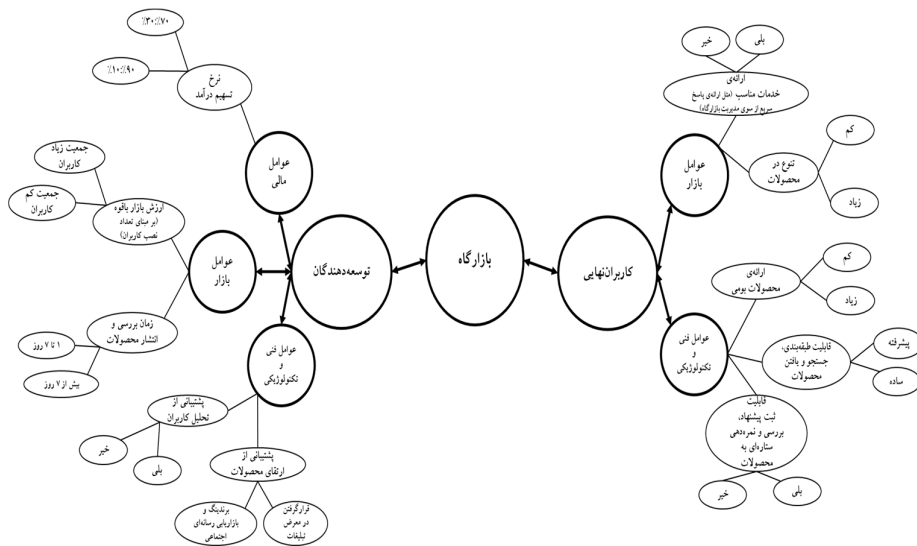 ٪۳۰:٪۷۰
٪۱۰:٪۹۰
نرخ
تسهیم درآمد
عوامل
مالی
جمعیت زیاد
کاربران
جمعیت کم
کاربران
ارزش بازار بالقوه
(بر مبنای تعداد
نصب کاربران)
عوامل
بازار
زمان بررسی و
انتشار محصولات
۱ تا ۷ روز
بیش از ۷ روز
توسعه‌دهندگان
عوامل فنی
و
تکنولوژیکی
پشتیبانی از
تحلیل کاربران
خیر
بلی
پشتیبانی از
ارتقای محصولات
برندینگ و
بازاریابی رسانه‌ای
اجتماعی
قرارگرفتن
در معرض
تبلیغات
بازارگاه
کاربران‌نهایی
خیر
بلی
ارائه‌ی
خدمات مناسب (مثل ارائه‌ی پاسخ
سریع از سوی مدیریت بازارگاه)
عوامل
بازار
تنوع در
محصولات
کم
زیاد
ارائه‌ی
محصولات بومی
کم
زیاد
عوامل فنی
و
تکنولوژیکی
قابلیت طبقه‌بندی،
جستجو و یافتن
محصولات
پیشرفته
ساده
قابلیت
ثبت پیشنهاد،
بررسی و نمره‌دهی
ستاره‌ای به
محصولات
خیر
بلی